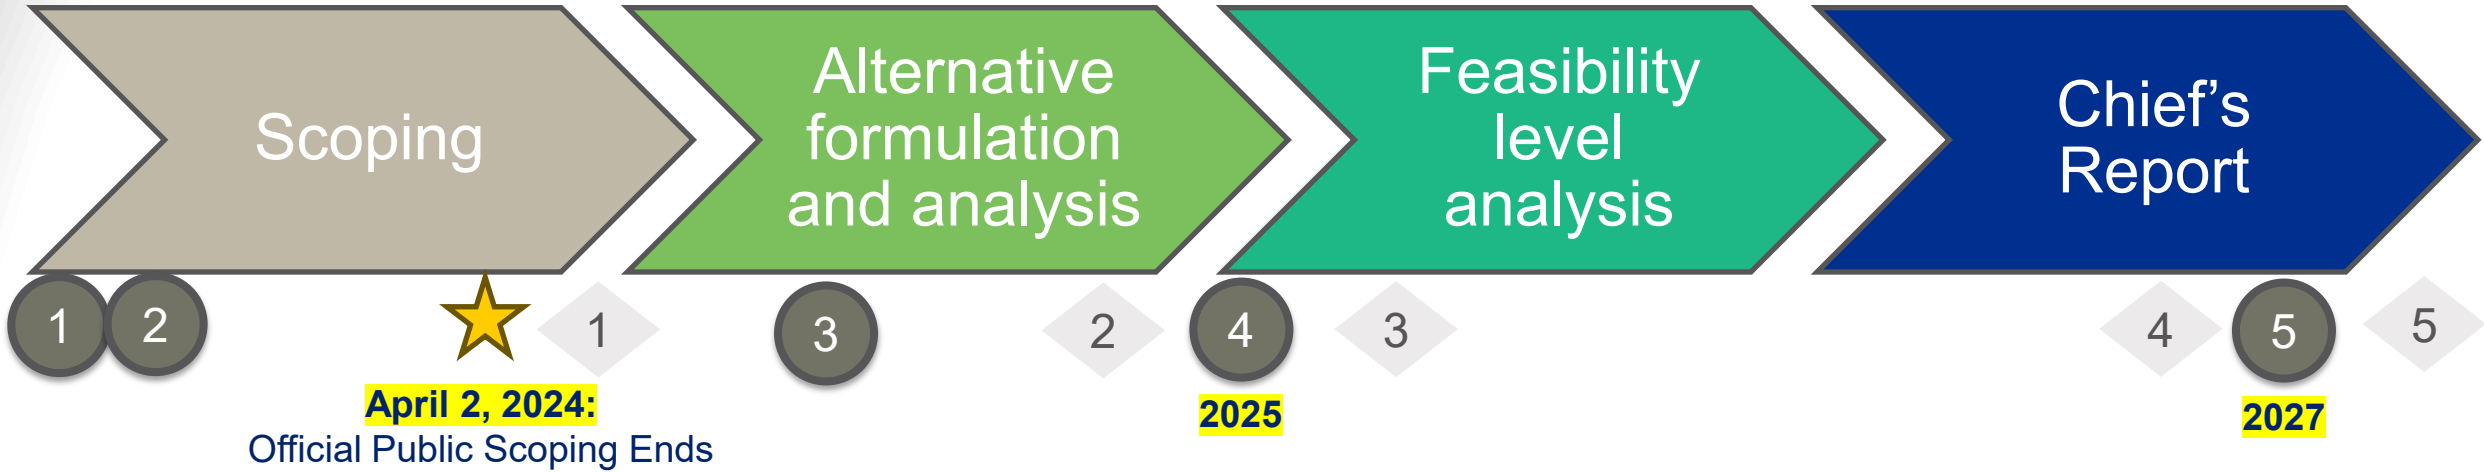 Scoping
Alternative
formulation
and analysis
Feasibility
level
analysis
Chief’s
Report
1
2
1
3
2
4
3
4
5
5
April 2, 2024:
Official Public Scoping Ends
2025
2027